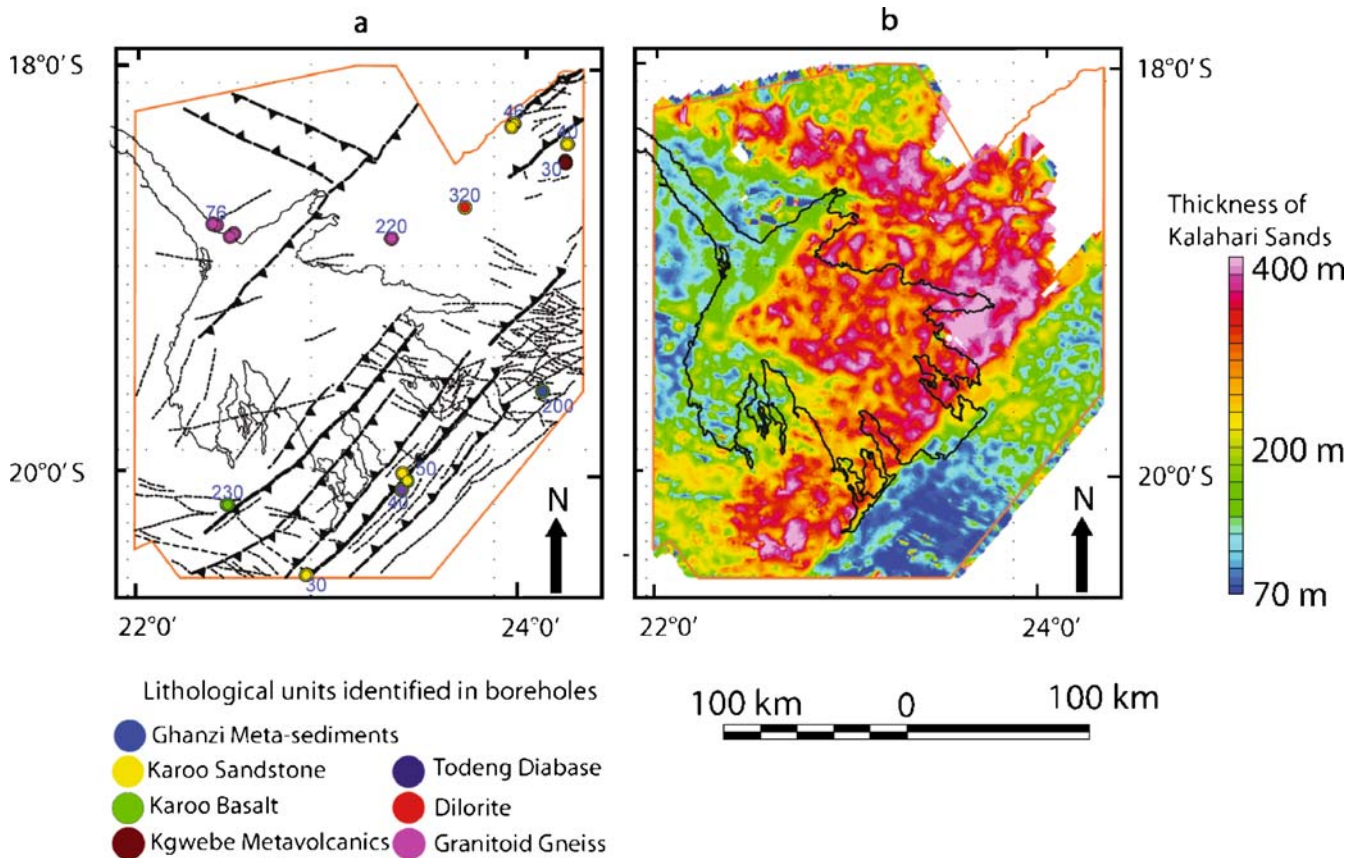 a
b
18°0' S
18°0' S
46
40
30
320
76
220
Thickness of
Kalahari Sands
400 m
200 m
70 m
200
20°0' S
20°0' S
50
40
230
30
N
N
22°0'
24°0'
22°0'
24°0'
Lithological units identified in boreholes
Ghanzi Meta-sediments
Karoo Sandstone
Todeng Diabase
Karoo Basalt
Dilorite
Kgwebe Metavolcanics
Granitoid Gneiss
100 km
0
100 km